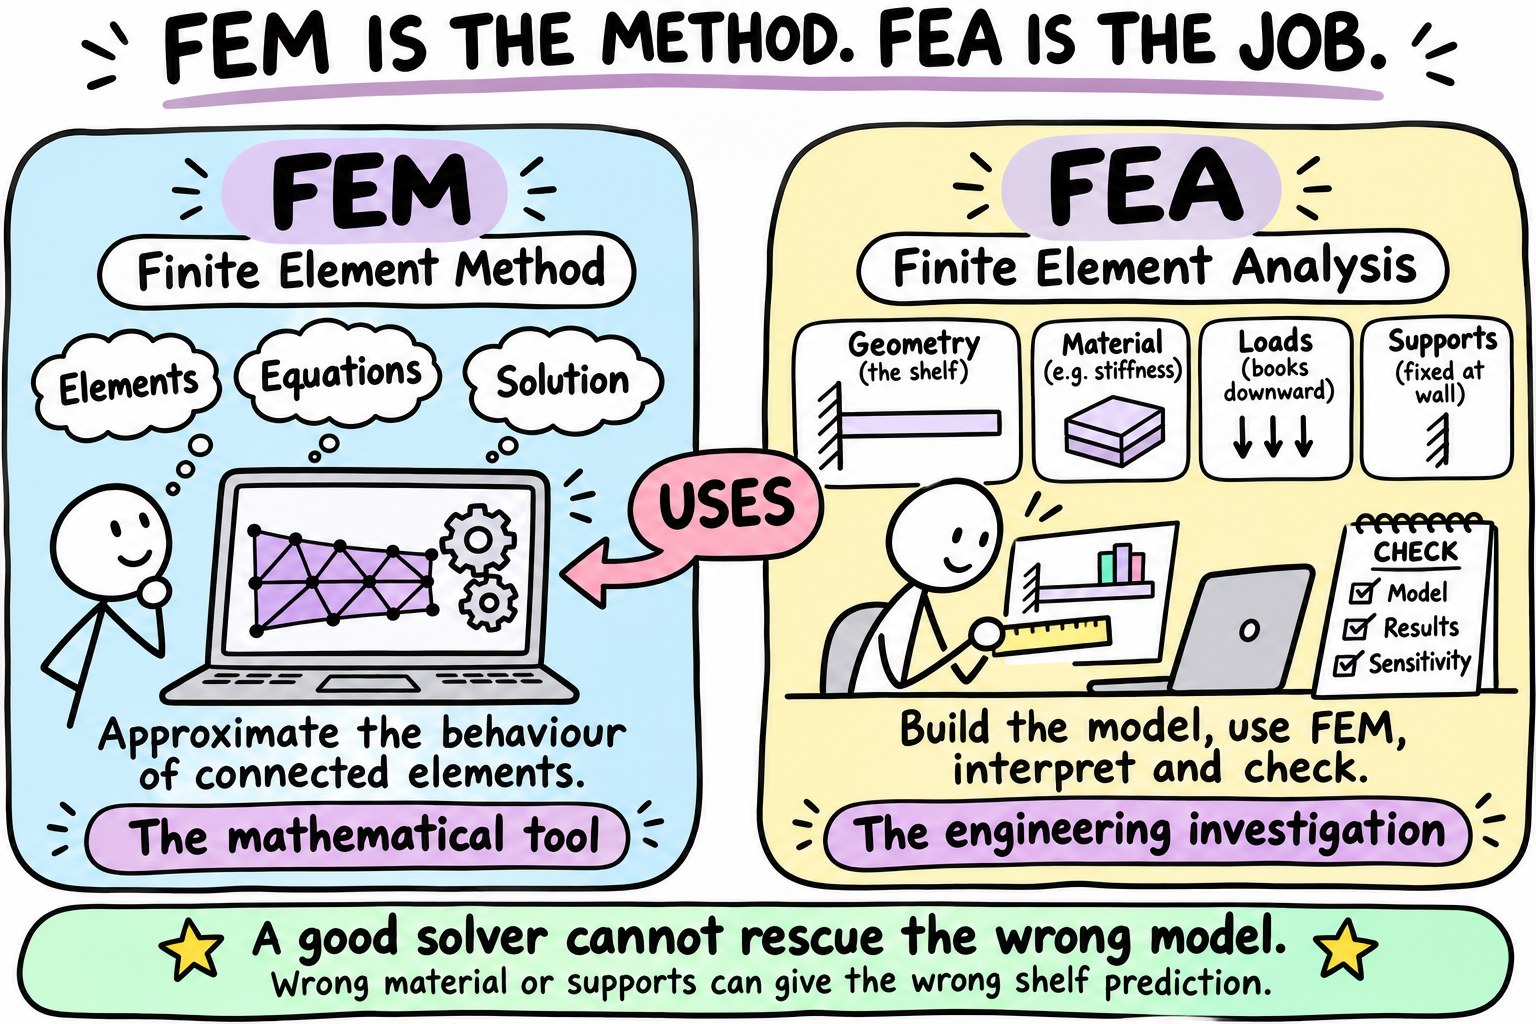 FEM IS THE METHOD. FEA IS THE JOB.
FEM
Finite Element Method
Elements
Equations
Solution
Approximate the behaviour
of connected elements.
The mathematical tool
USES
FEA
Finite Element Analysis
Geometry
(the shelf)
Material
(e.g. stiffness)
Loads
(books
downward)
Supports
(fixed at
wall)
CHECK
Model
Results
Sensitivity
Build the model, use FEM,
interpret and check.
The engineering investigation
A good solver cannot rescue the wrong model.
Wrong material or supports can give the wrong shelf prediction.